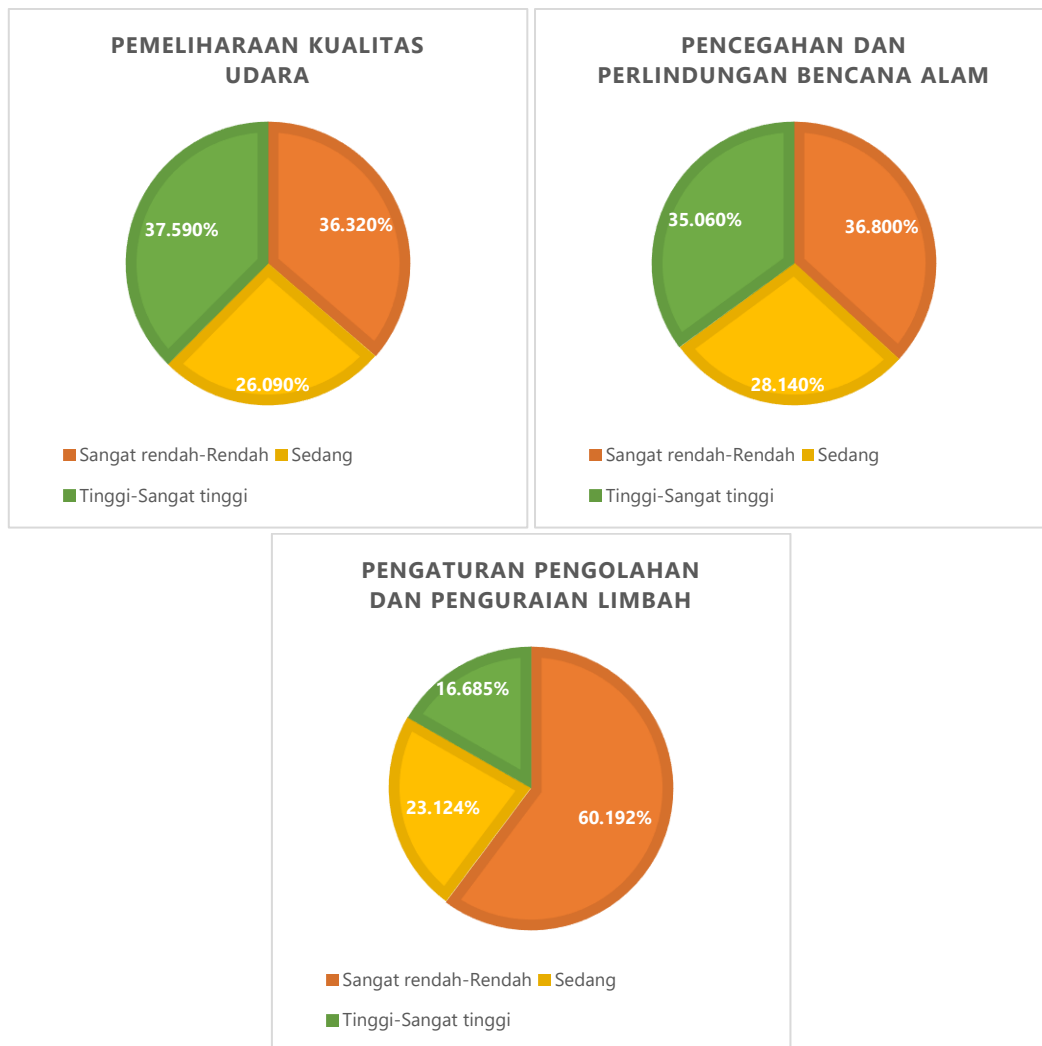 PEMELIHARAAN KUALITAS
UDARA
37.590%
36.320%
26.090%
Sangat rendah-Rendah Sedang
Tinggi-Sangat tinggi
PENCEGAHAN DAN
PERLINDUNGAN BENCANA ALAM
35.060%
36.800%
28.140%
Sangat rendah-Rendah Sedang
Tinggi-Sangat tinggi
PENGATURAN PENGOLAHAN
DAN PENGURAIAN LIMBAH
16.685%
23.124%
60.192%
Sangat rendah-Rendah Sedang
Tinggi-Sangat tinggi